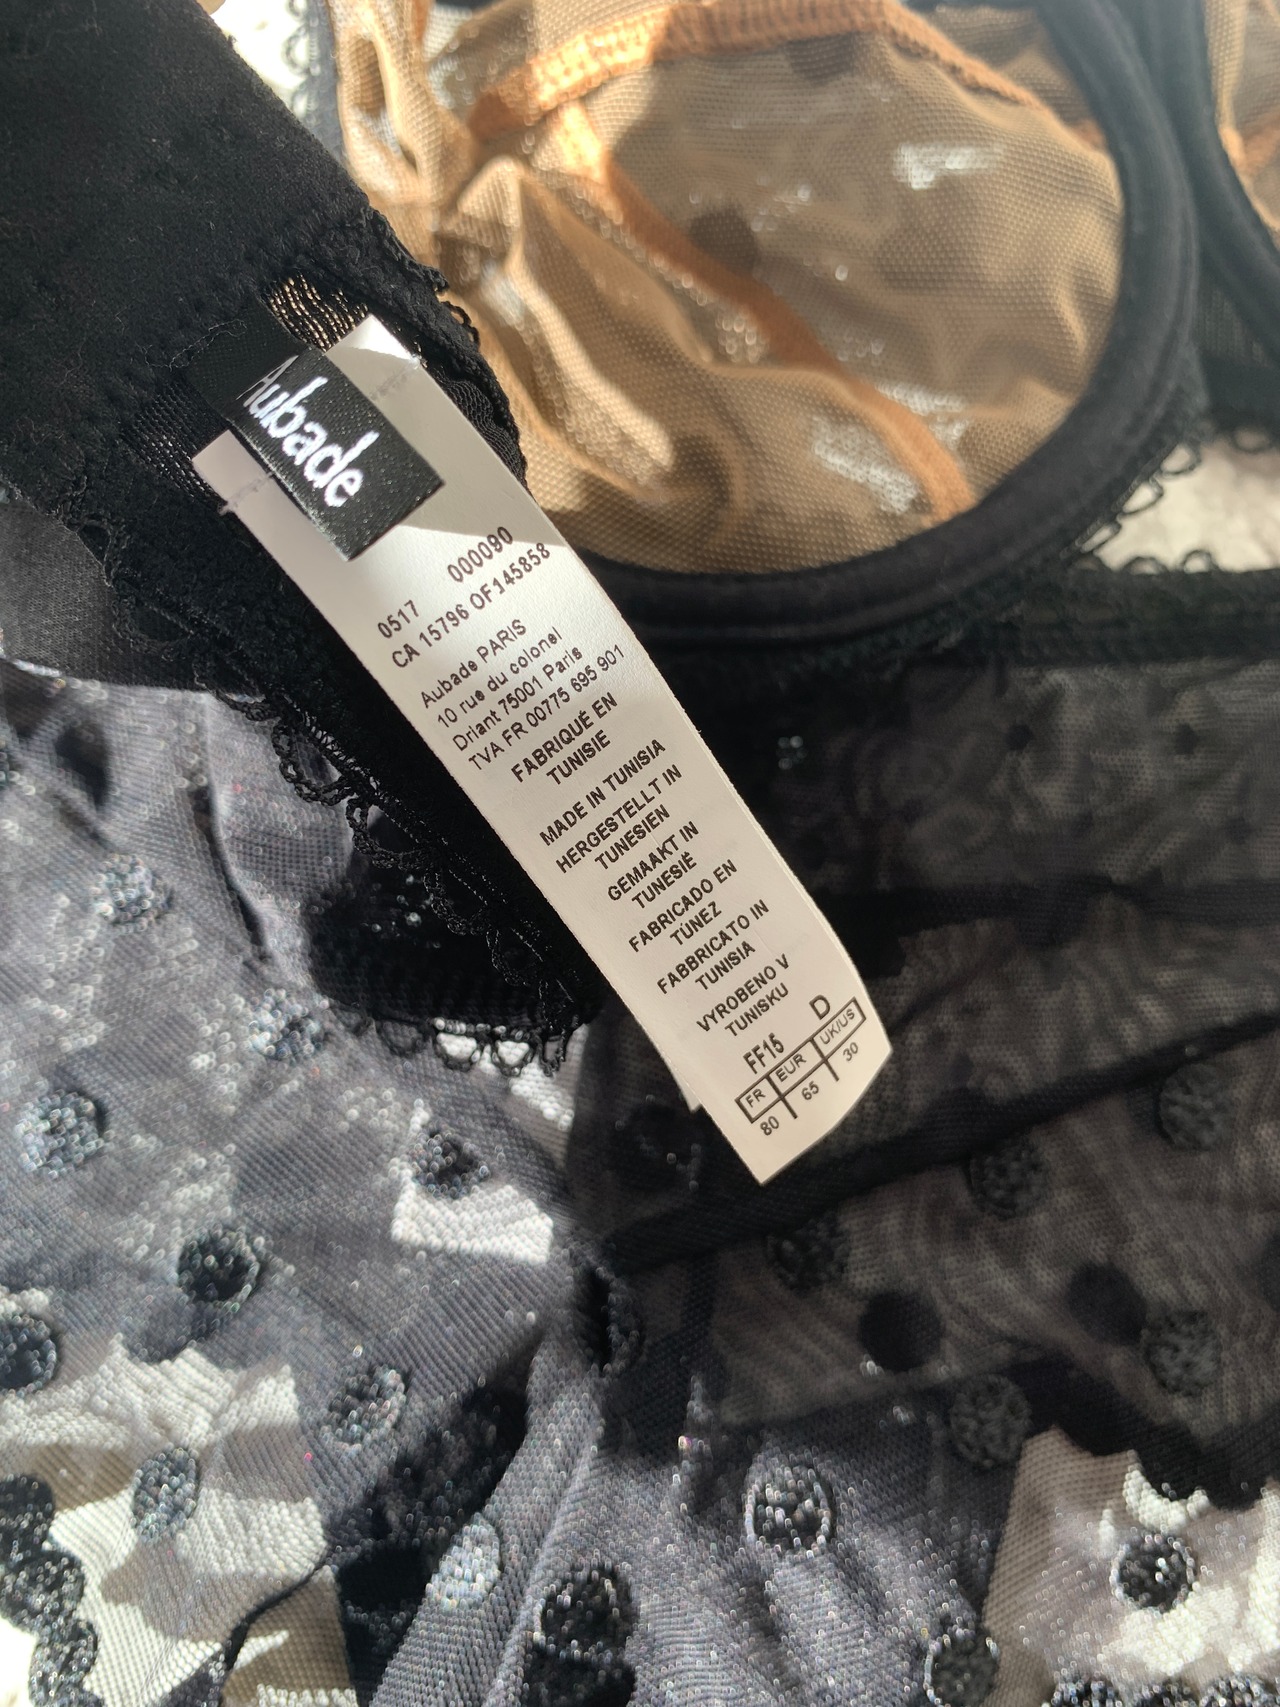 Aubade
0517 000090
CA 15796 OF145858
Aubade PARIS
10 rue du colonel
Driant 75001 Paris
TVA FR 00775 695 901
FABRIQUÉ EN
TUNISIE
MADE IN TUNISIA
HERGESTELLT IN
TUNESIEN
GEMAAKT IN
TUNESIË
FABRICADO EN
TÚNEZ
FABBRICATO IN
TUNISIA
VYROBENO V
TUNISKU
FF15 D
FR EUR UK/US
80 65 30